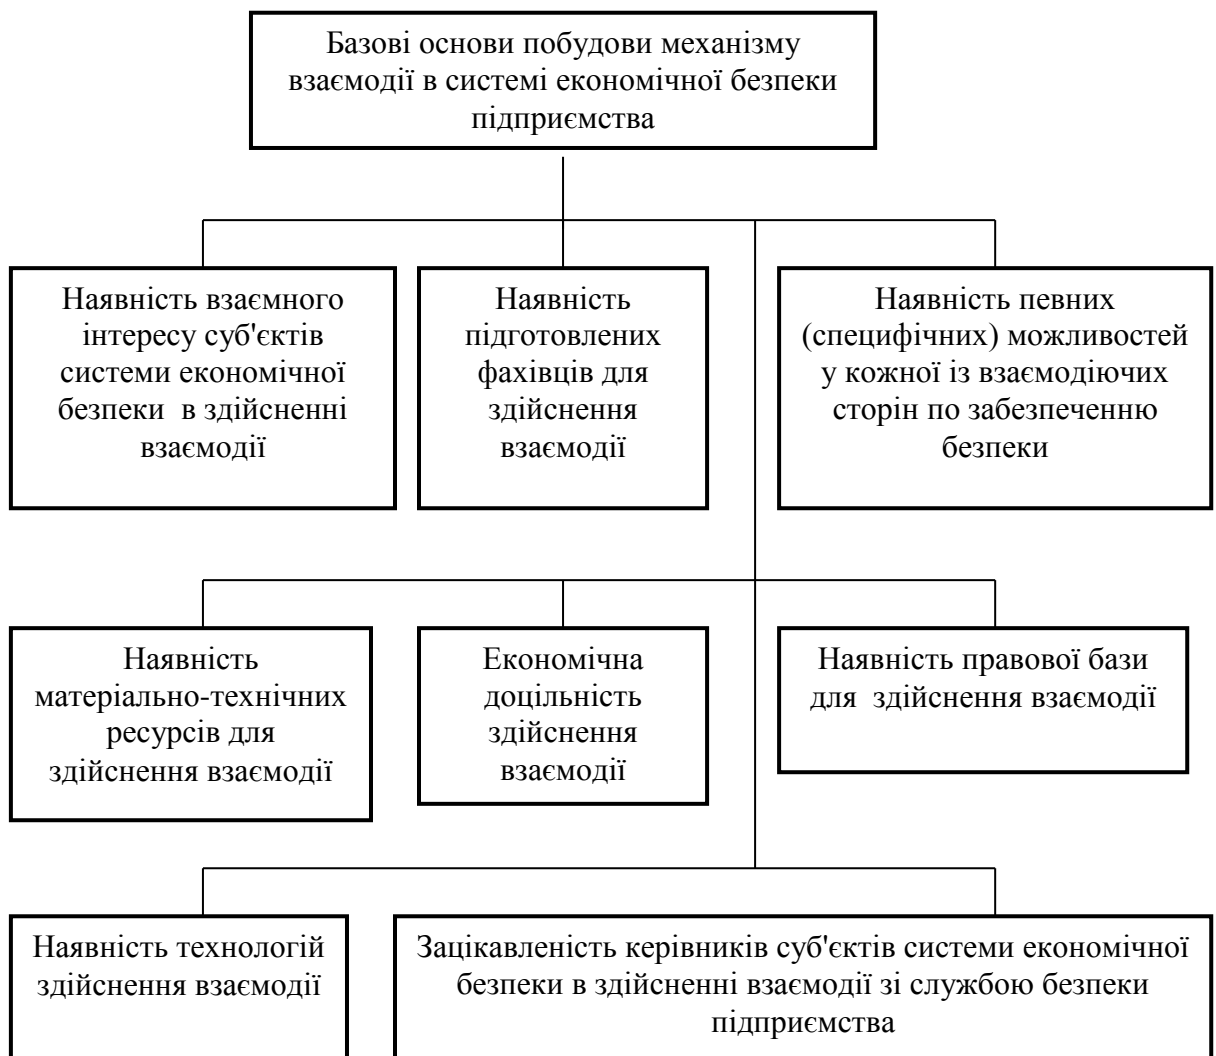 Базові основи побудови механізму
взаємодії в системі економічної безпеки
підприємства
Наявність взаємного
інтересу суб'єктів
системи економічної
безпеки в здійсненні
взаємодії
Наявність
підготовлених
фахівців для
здійснення
взаємодії
Наявність певних
(специфічних) можливостей
у кожної із взаємодіючих
сторін по забезпеченню
безпеки
Наявність
матеріально-технічних
ресурсів для
здійснення взаємодії
Економічна
доцільність
здійснення
взаємодії
Наявність правової бази
для здійснення взаємодії
Наявність технологій
здійснення взаємодії
Зацікавленість керівників суб'єктів системи економічної
безпеки в здійсненні взаємодії зі службою безпеки
підприємства